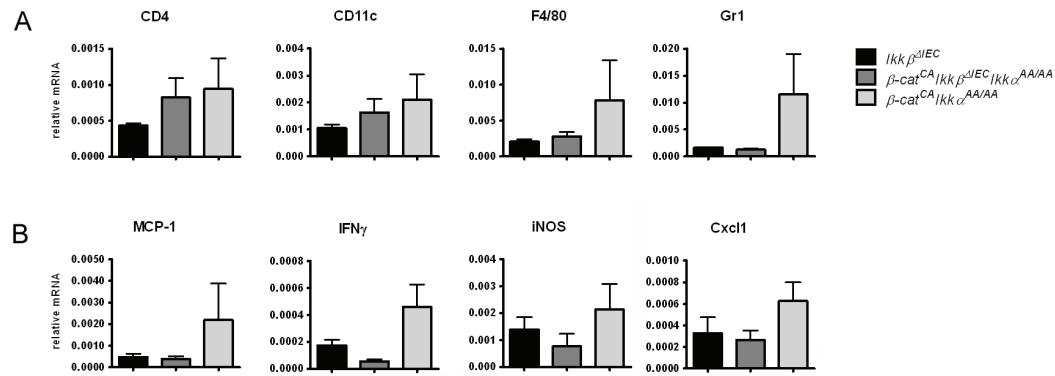 A
CD4
CD11c
F4/80
Gr1
relative mRNA
0.0015
0.0010
0.0005
0.0000
0.004
0.003
0.002
0.001
0.000
0.020
0.015
0.010
0.005
0.000
0.020
0.015
0.010
0.005
0.000
IkkβΔIEC
β-catCAIkkβΔIECIkkαAA/AA
β-catCAIkkαAA/AA
B
MCP-1
IFNγ
iNOS
Cxcl1
relative mRNA
0.0050
0.0040
0.0030
0.0020
0.0010
0.0000
0.0008
0.0006
0.0004
0.0002
0.0000
0.004
0.003
0.002
0.001
0.000
0.0010
0.0008
0.0006
0.0004
0.0002
0.0000